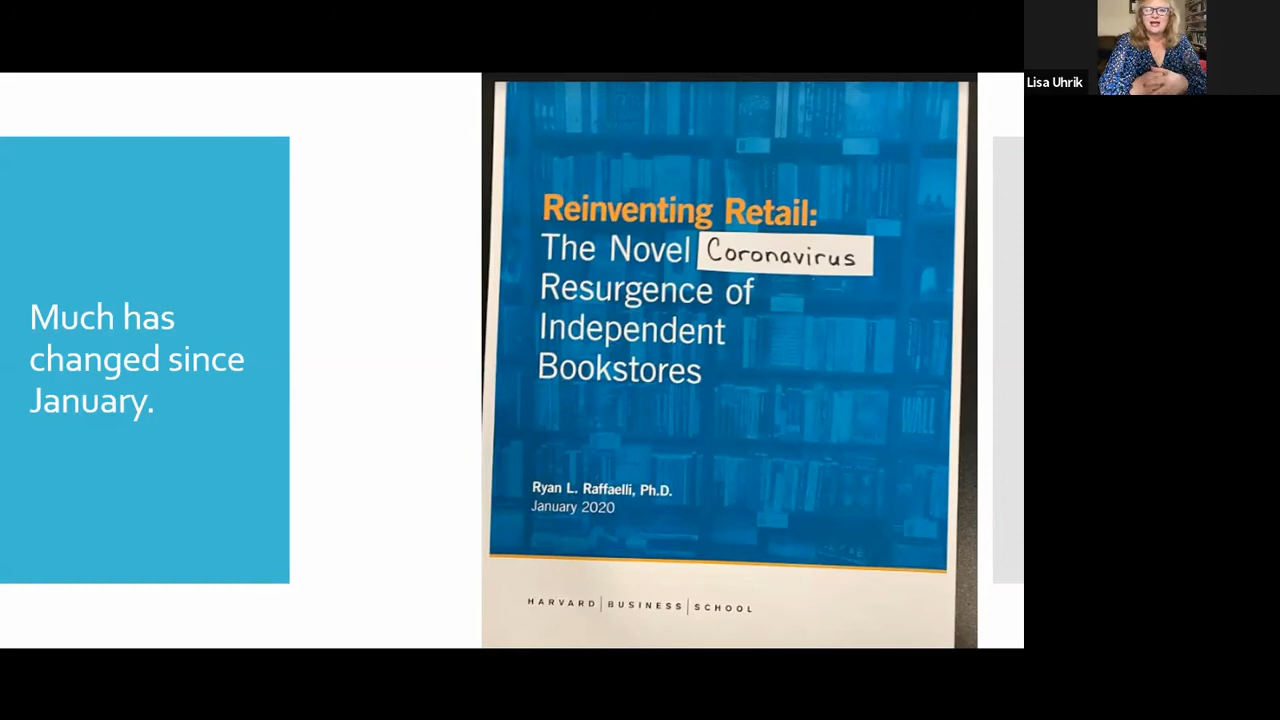 Much has
changed since
January.
Reinventing Retail:
The Novel Coronavirus
Resurgence of
Independent
Bookstores
Ryan L. Raffaelli, Ph.D.
January 2020
HARVARD | BUSINESS | SCHOOL
Lisa Uhrik